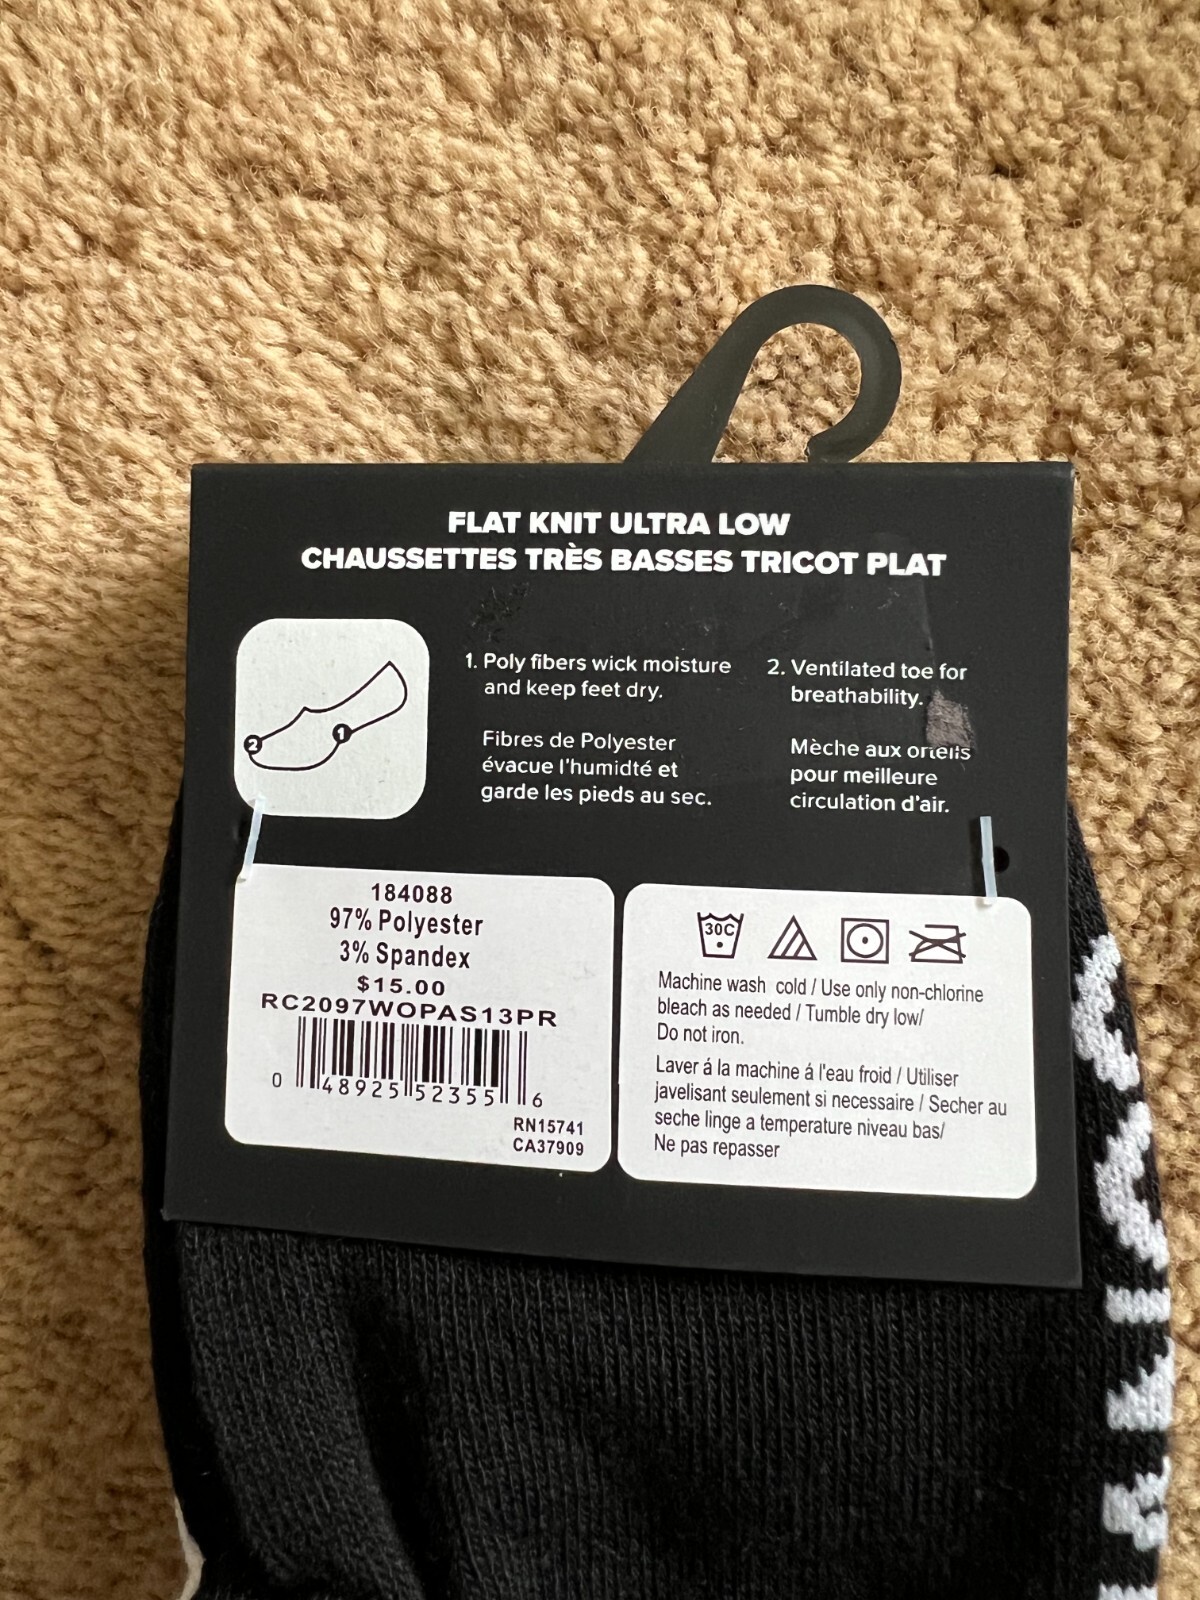 FLAT KNIT ULTRA LOW
CHAUSSETTES TRÈS BASSES TRICOT PLAT
1. Poly fibers wick moisture
and keep feet dry.
Fibres de Polyester
évacue l'humidté et
garde les pieds au sec.
2. Ventilated toe for
breathability.
Mèche aux orteils
pour meilleure
circulation d'air.
2
1
184088
97% Polyester
3% Spandex
$15.00
RC2097WOPAS13PR
0 48925 52355 6
RN15741
CA37909
30C
Machine wash cold / Use only non-chlorine
bleach as needed / Tumble dry low/
Do not iron.
Laver á la machine á l'eau froid / Utiliser
javelisant seulement si necessaire / Secher au
seche linge a temperature niveau bas/
Ne pas repasser